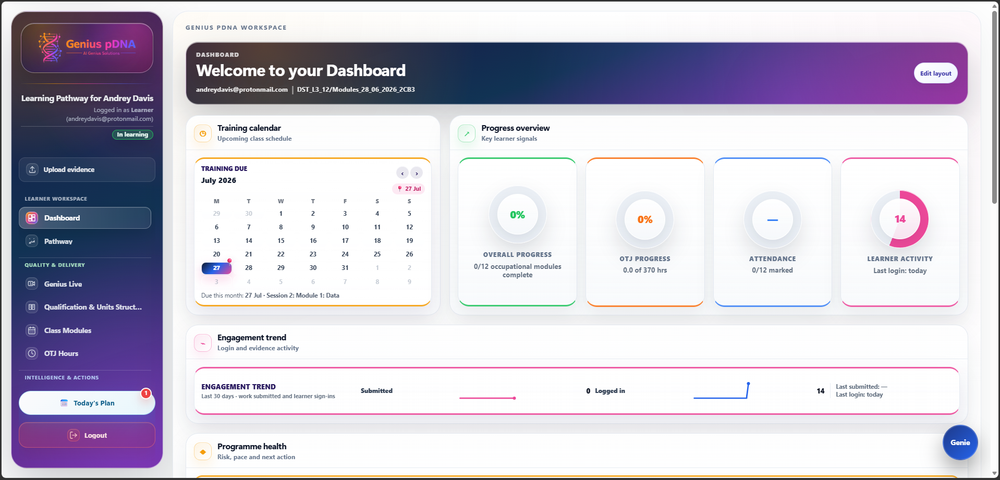 Genius pDNA
AI Genius Solutions
Learning Pathway for Andrey Davis
Logged in as Learner
(andreydavis@protonmail.com)
In learning
Upload evidence
LEARNER WORKSPACE
Dashboard
Pathway
QUALITY & DELIVERY
Genius Live
Qualification & Units Struct...
Class Modules
OTJ Hours
INTELLIGENCE & ACTIONS
1
Today's Plan
Logout
GENIUS PDNA WORKSPACE
DASHBOARD
Welcome to your Dashboard
andreydavis@protonmail.com | DST_L3_12/Modules_28_06_2026_2CB3
Edit layout
Training calendar
Upcoming class schedule
TRAINING DUE
July 2026
‹ ›
27 Jul
M T W T F S S
29 30 1 2 3 4 5
6 7 8 9 10 11 12
13 14 15 16 17 18 19
20 21 22 23 24 25 26
27 28 29 30 31 1 2
3 4 5 6 7 8 9
Due this month: 27 Jul · Session 2: Module 1: Data
Progress overview
Key learner signals
0%
OVERALL PROGRESS
0/12 occupational modules
complete
0%
OTJ PROGRESS
0.0 of 370 hrs
—
ATTENDANCE
0/12 marked
14
LEARNER ACTIVITY
Last login: today
Engagement trend
Login and evidence activity
ENGAGEMENT TREND
Last 30 days · work submitted and learner sign-ins
Submitted
0
Logged in
14
Last submitted: —
Last login: today
Programme health
Risk, pace and next action
Genie